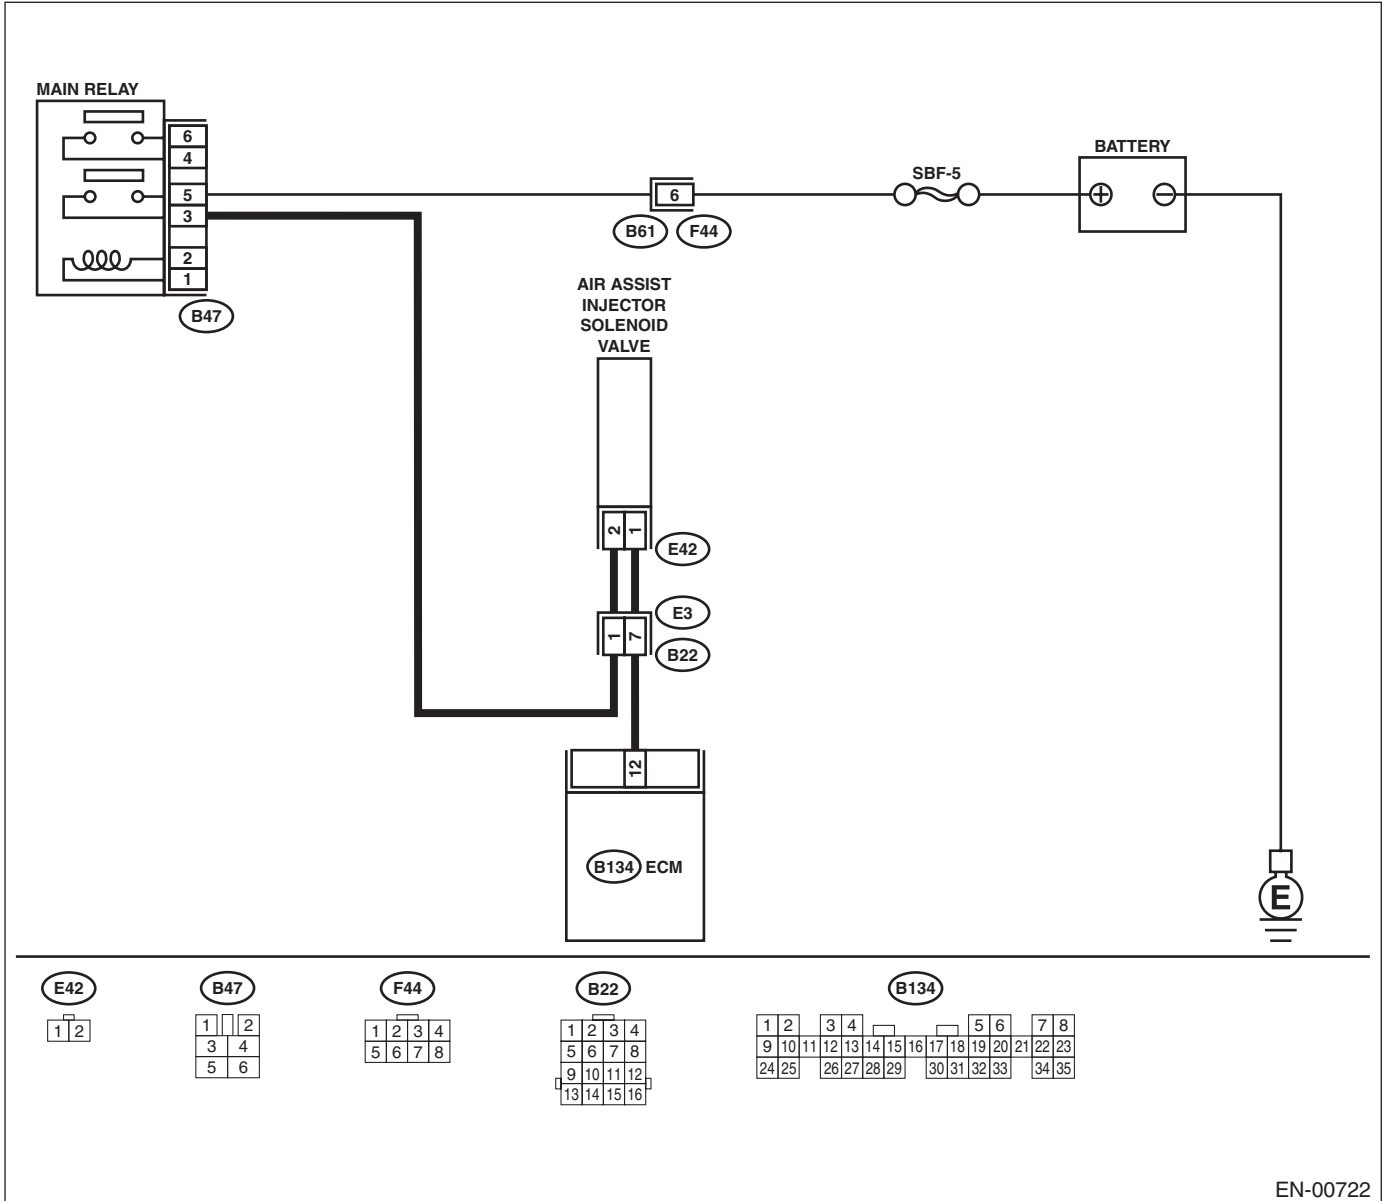 MAIN RELAY
6
4
5
3
2
1
B47
6
B61 F44
SBF-5
BATTERY
+ −
AIR ASSIST
INJECTOR
SOLENOID
VALVE
2 1
E42
E3
1 7
B22
12
B134 ECM
E
E42
1 2
B47
1 2
3 4
5 6
F44
1 2 3 4
5 6 7 8
B22
1 2 3 4
5 6 7 8
9 10 11 12
13 14 15 16
B134
1 2 3 4 5 6 7 8
9 10 11 12 13 14 15 16 17 18 19 20 21 22 23
24 25 26 27 28 29 30 31 32 33 34 35
EN-00722